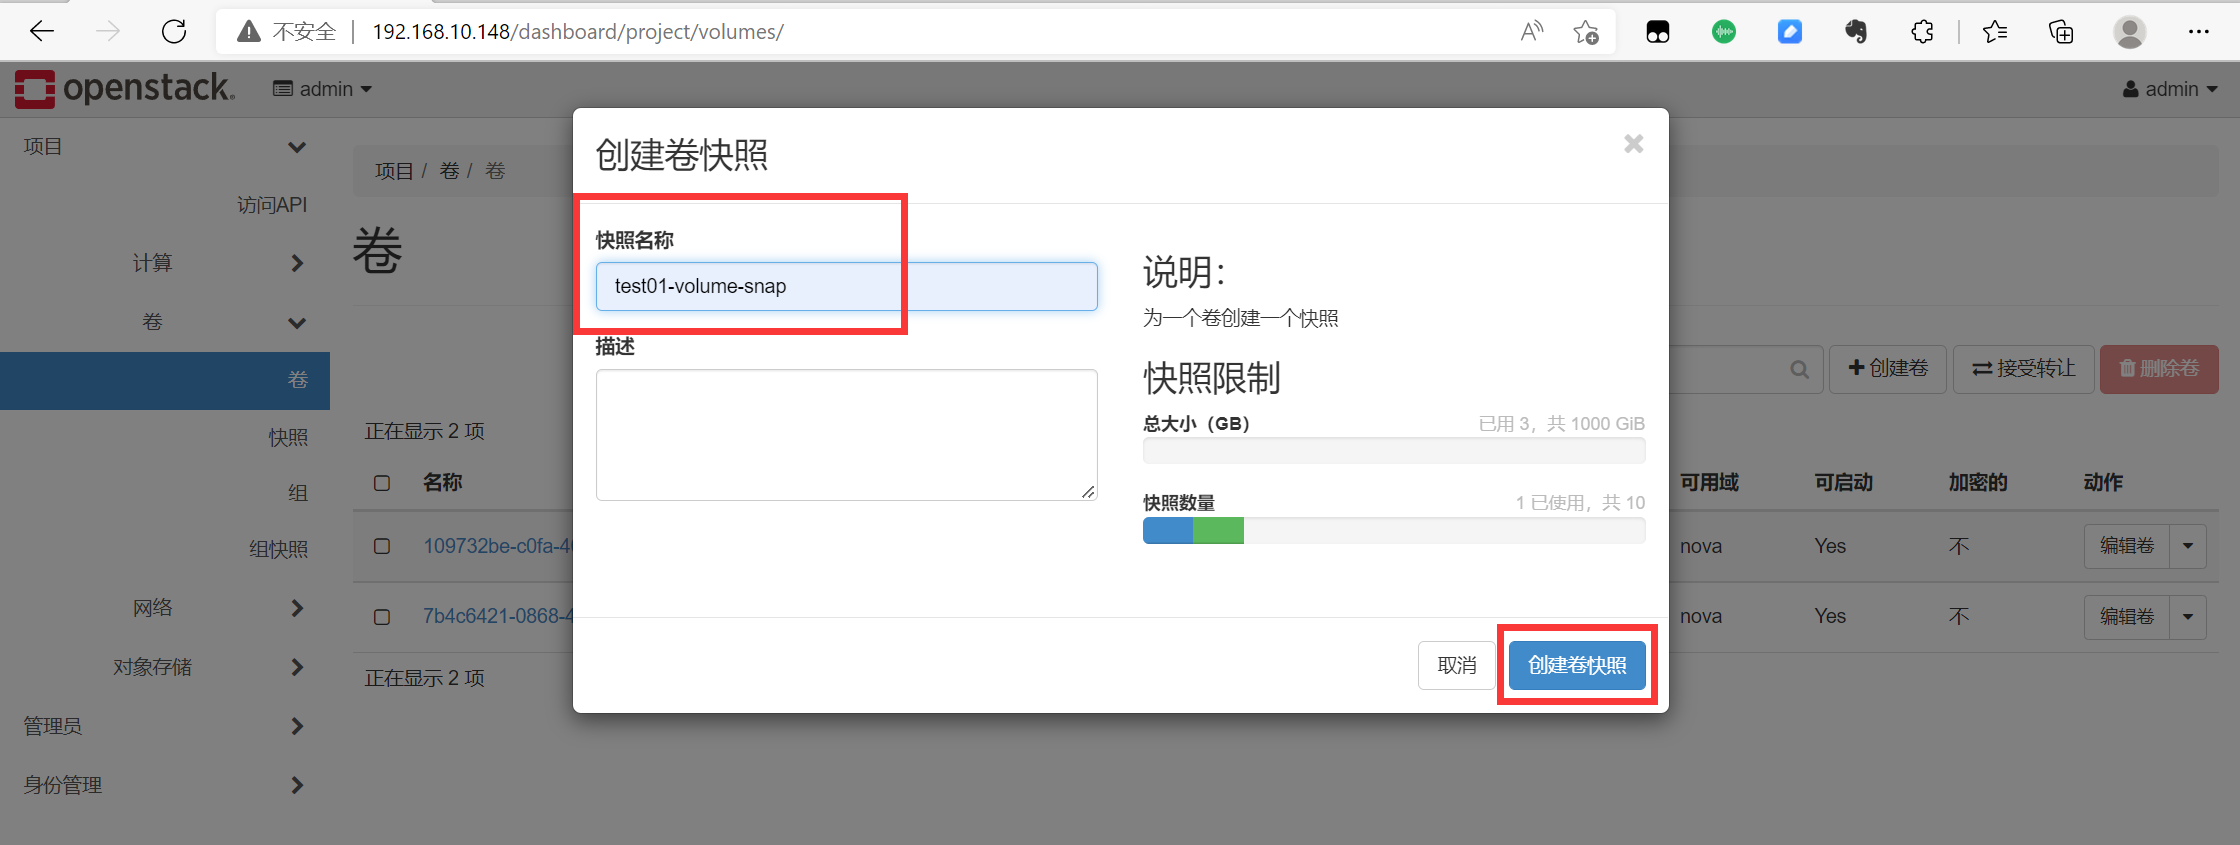 不安全 192.168.10.148/dashboard/project/volumes/
openstack. admin admin
项目
访问API
计算
卷
卷
快照
组
组快照
网络
对象存储
管理员
身份管理
项目 / 卷 / 卷
卷
创建卷 接受转让 删除卷
正在显示 2 项
名称 可用域 可启动 加密的 动作
109732be-c0fa-4 nova Yes 不 编辑卷
7b4c6421-0868-4 nova Yes 不 编辑卷
正在显示 2 项
创建卷快照 ×
快照名称
test01-volume-snap
描述
说明：
为一个卷创建一个快照
快照限制
总大小（GB） 已用 3，共 1000 GiB
快照数量 1 已使用，共 10
取消 创建卷快照